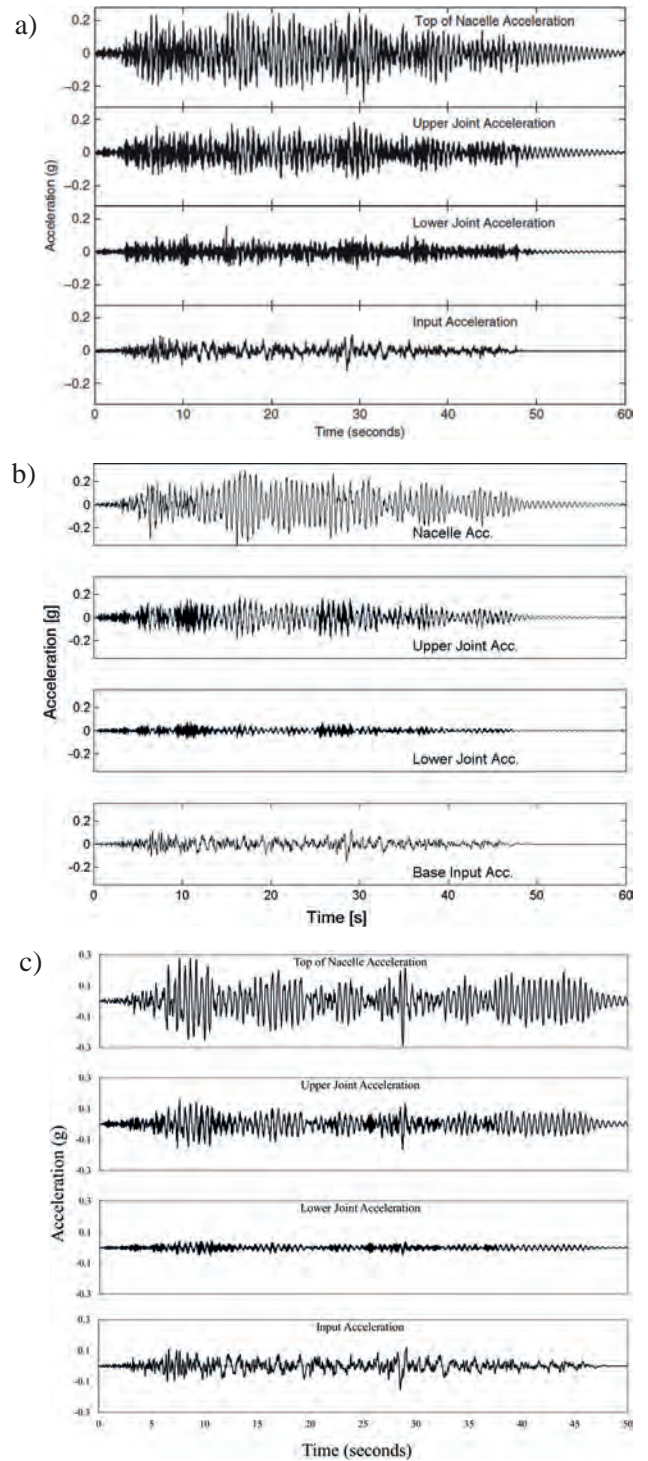 a)
0.2
0
−0.2
Top of Nacelle Acceleration
0.2
0
−0.2
Upper Joint Acceleration
Acceleration (g)
0.2
0
Lower Joint Acceleration
0.2
0
−0.2
Input Acceleration
0 10 20 30 40 50 60
Time (seconds)
b)
0.2
0
-0.2
Nacelle Acc.
0.2
0
-0.2
Upper Joint Acc.
Acceleration [g]
0.2
0
-0.2
Lower Joint Acc.
0.2
0
-0.2
Base Input Acc.
0 10 20 30 40 50 60
Time [s]
c)
0.3
0.1
-0.1
-0.3
Top of Nacelle Acceleration
0.3
0.1
-0.1
-0.3
Upper Joint Acceleration
Acceleration (g)
0.3
0.1
-0.1
-0.3
Lower Joint Acceleration
0.3
0.1
-0.1
-0.3
Input Acceleration
0 5 10 15 20 25 30 35 40 45 50
Time (seconds)